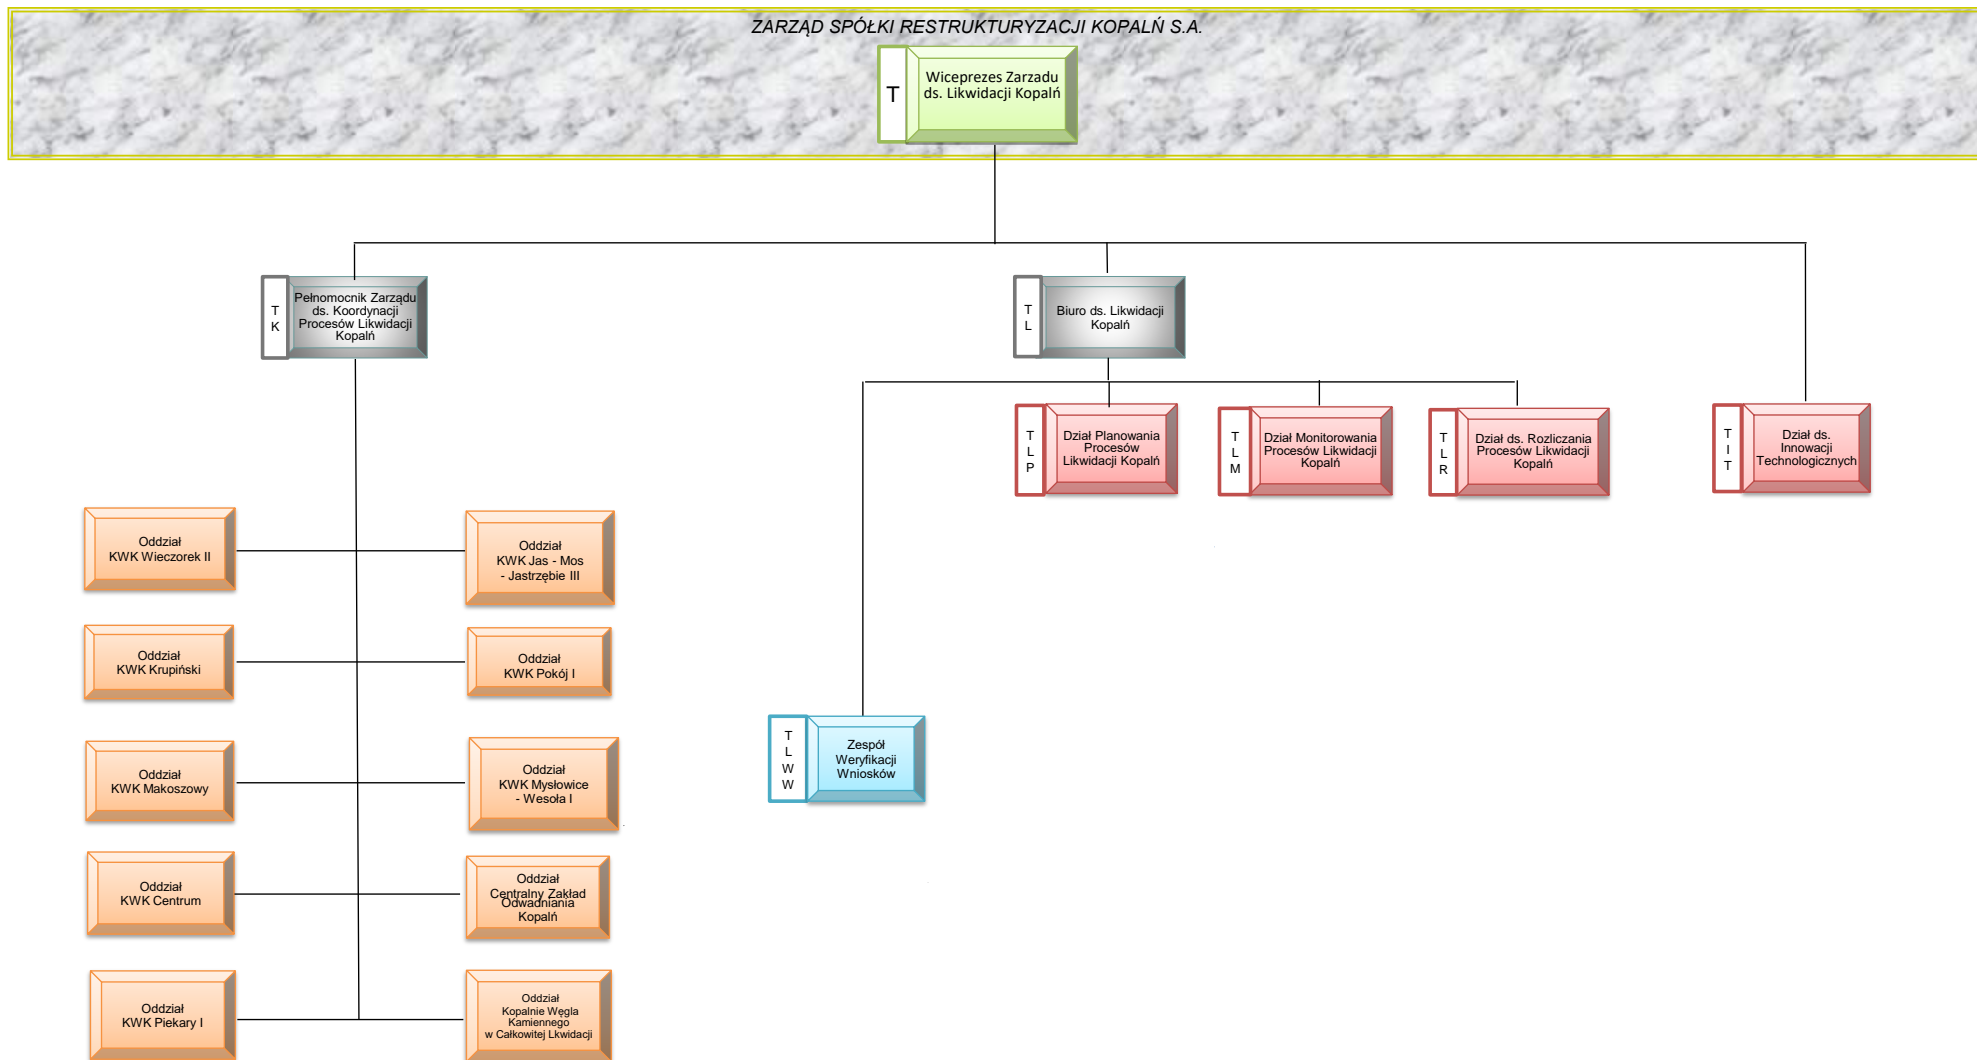 ZARZĄD SPÓŁKI RESTRUKTURYZACJI KOPALŃ S.A.
T
Wiceprezes Zarzadu
ds. Likwidacji Kopalń
T
K
Pełnomocnik Zarządu
ds. Koordynacji
Procesów Likwidacji
Kopalń
T
L
Biuro ds. Likwidacji
Kopalń
T
L
P
Dział Planowania
Procesów
Likwidacji Kopalń
T
L
M
Dział Monitorowania
Procesów Likwidacji
Kopalń
T
L
R
Dział ds. Rozliczania
Procesów Likwidacji
Kopalń
T
I
T
Dział ds.
Innowacji
Technologicznych
Oddział
KWK Wieczorek II
Oddział
KWK Jas - Mos
- Jastrzębie III
Oddział
KWK Krupiński
Oddział
KWK Pokój I
T
L
W
W
Zespół
Weryfikacji
Wniosków
Oddział
KWK Makoszowy
Oddział
KWK Mysłowice
- Wesoła I
Oddział
KWK Centrum
Oddział
Centralny Zakład
Odwadniania
Kopalń
Oddział
KWK Piekary I
Oddział
Kopalnie Węgla
Kamiennego
w Całkowitej Lkwidacji